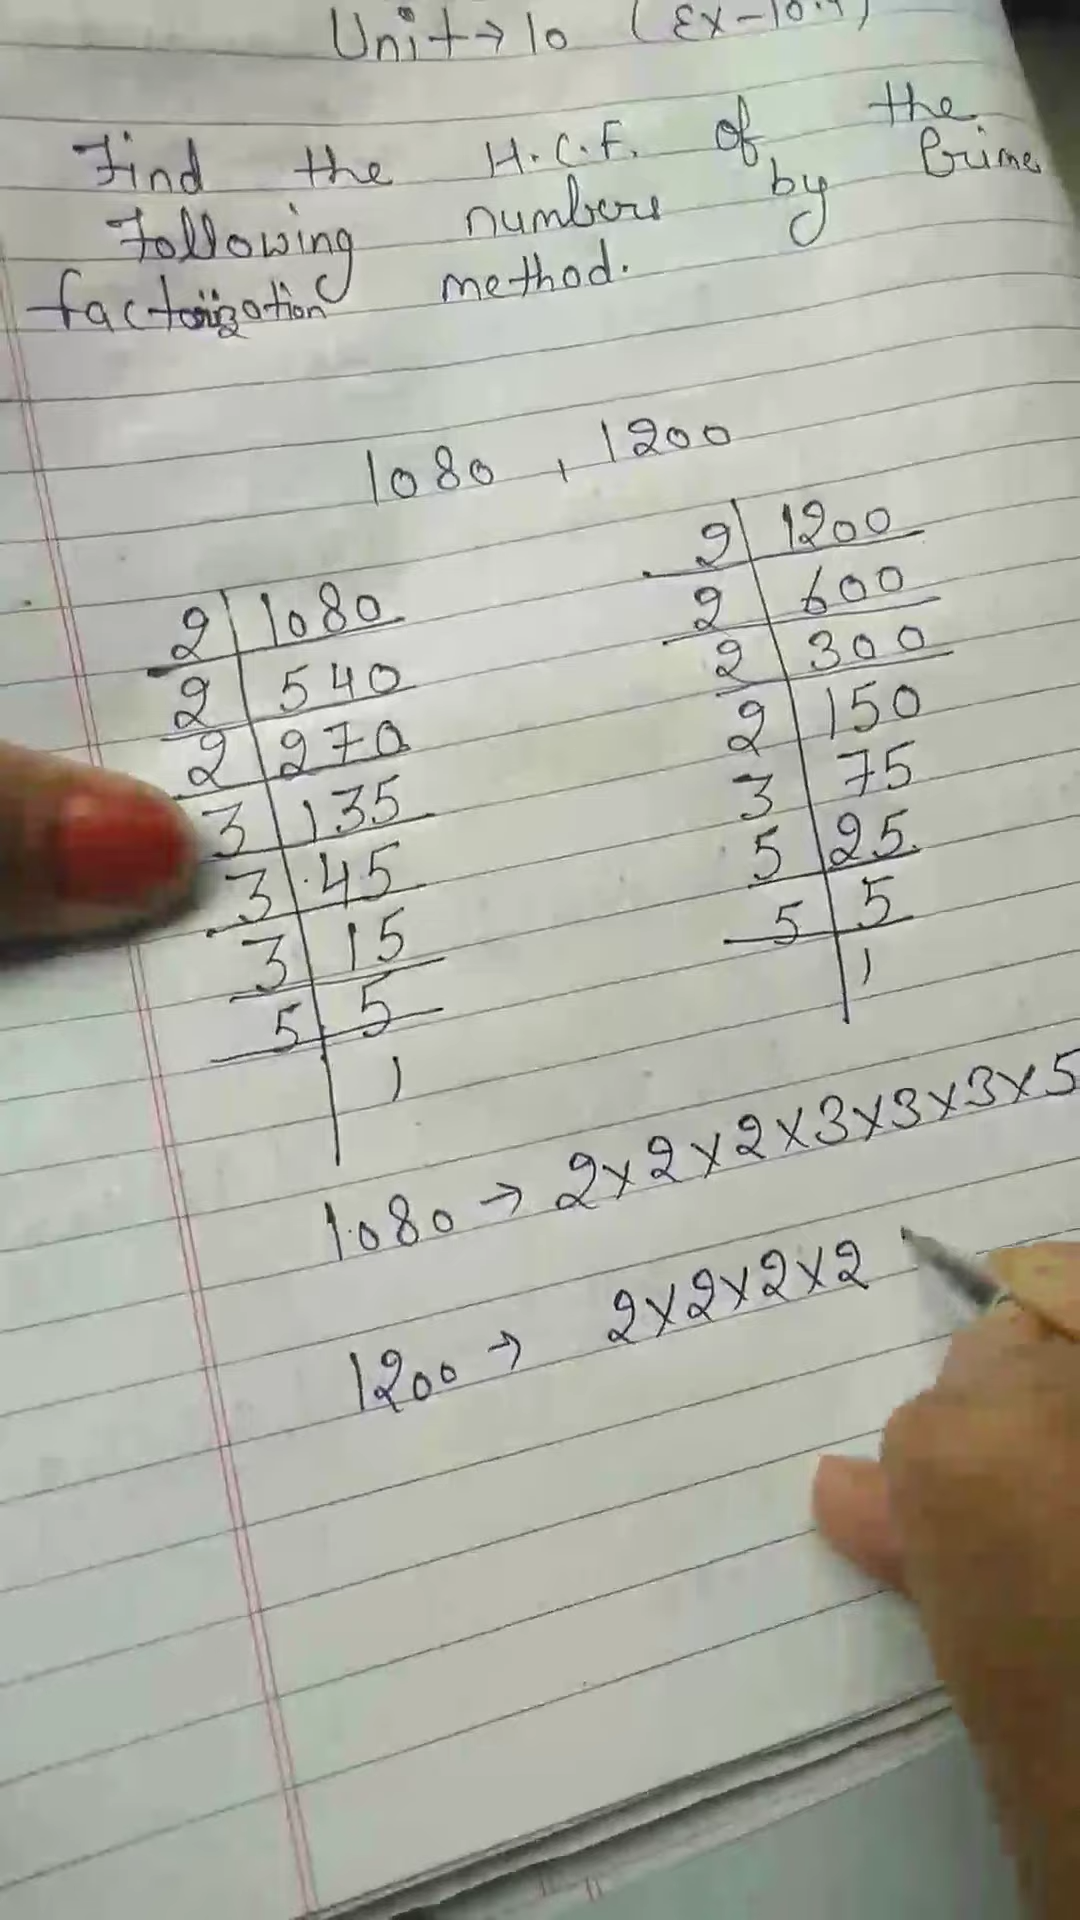 Unit → 10 (Ex-10.4)
Find the H.C.F. of the
following numbers by Prime
factorization method.
1080 , 1200
2 1080
2 540
2 270
3 135
3 45
3 15
5 5
1
2 1200
2 600
2 300
2 150
3 75
5 25
5 5
1
1080 → 2×2×2×3×3×3×5
1200 → 2×2×2×2